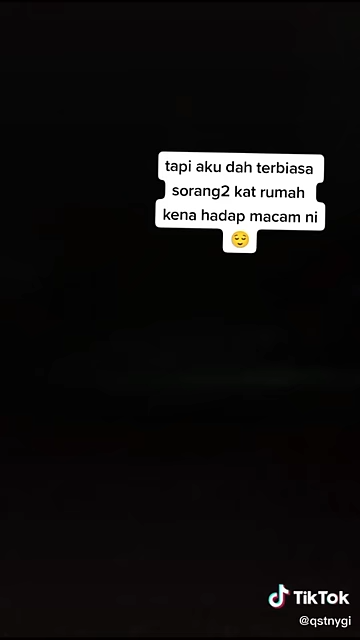 tapi aku dah terbiasa
sorang2 kat rumah
kena hadap macam ni
😌
TikTok
@qstnygi